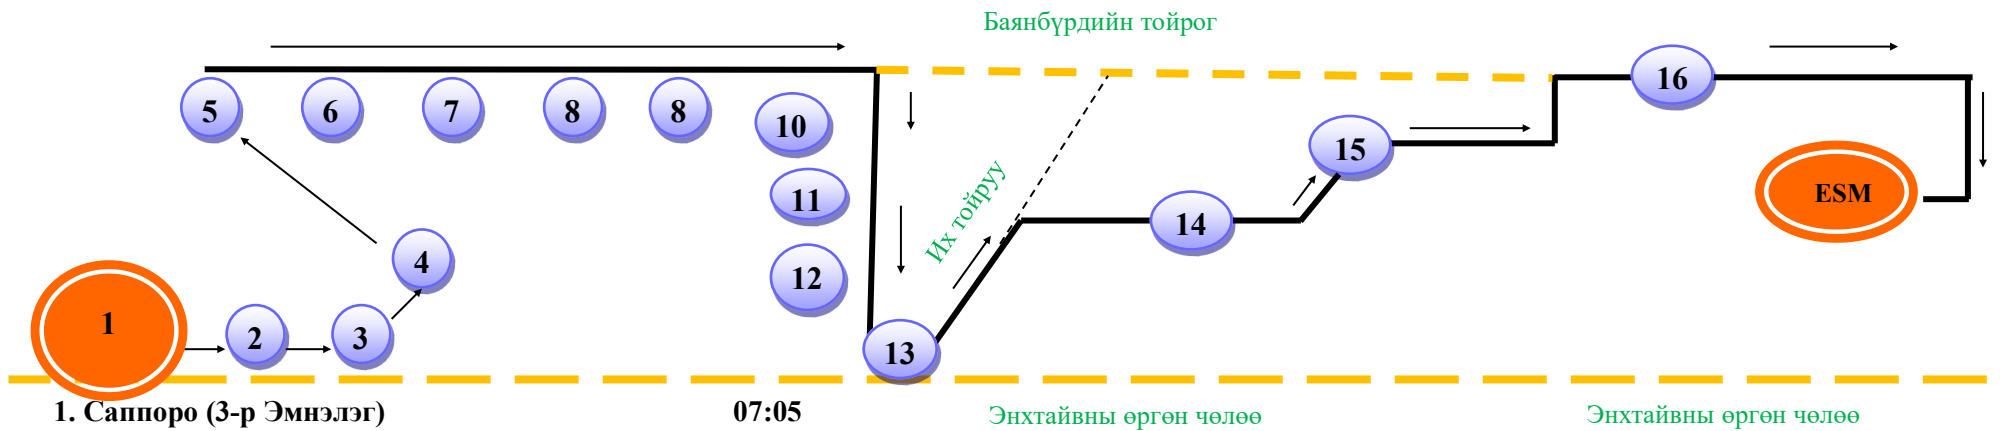 Баянбүрдийн тойрог
16
5
6
7
8
8
10
15
11
ESM
Их тойруу
14
4
12
1
2
3
13
1. Саппоро (3-р Эмнэлэг) 07:05
Энхтайвны өргөн чөлөө
Энхтайвны өргөн чөлөө